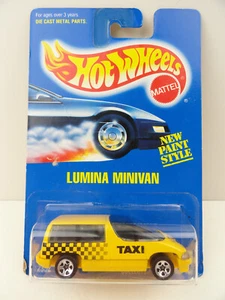 For ages over 3 years.
DIE CAST METAL PARTS.
Hot Wheels
MATTEL
NEW
PAINT
STYLE
LUMINA MINIVAN
TAXI